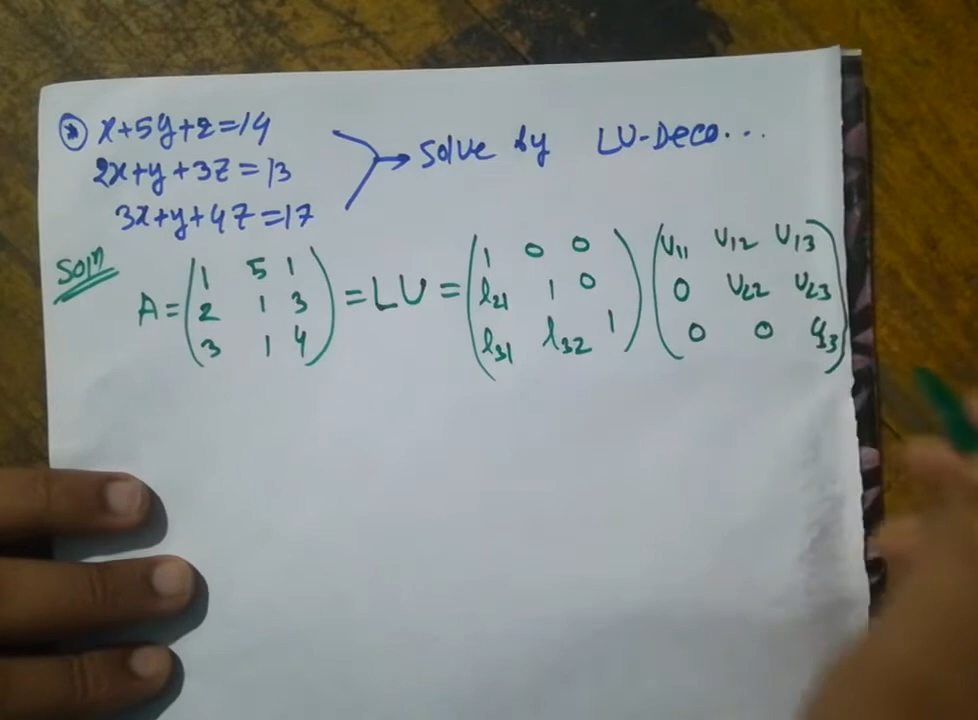 * x+5y+z=14
2x+y+3z=13
3x+y+4z=17
→ solve by LU-Deco...
Soln
A = (1 5 1; 2 1 3; 3 1 4) = LU = (1 0 0; l21 1 0; l31 l32 1) (U11 U12 U13; 0 U22 U23; 0 0 U33)